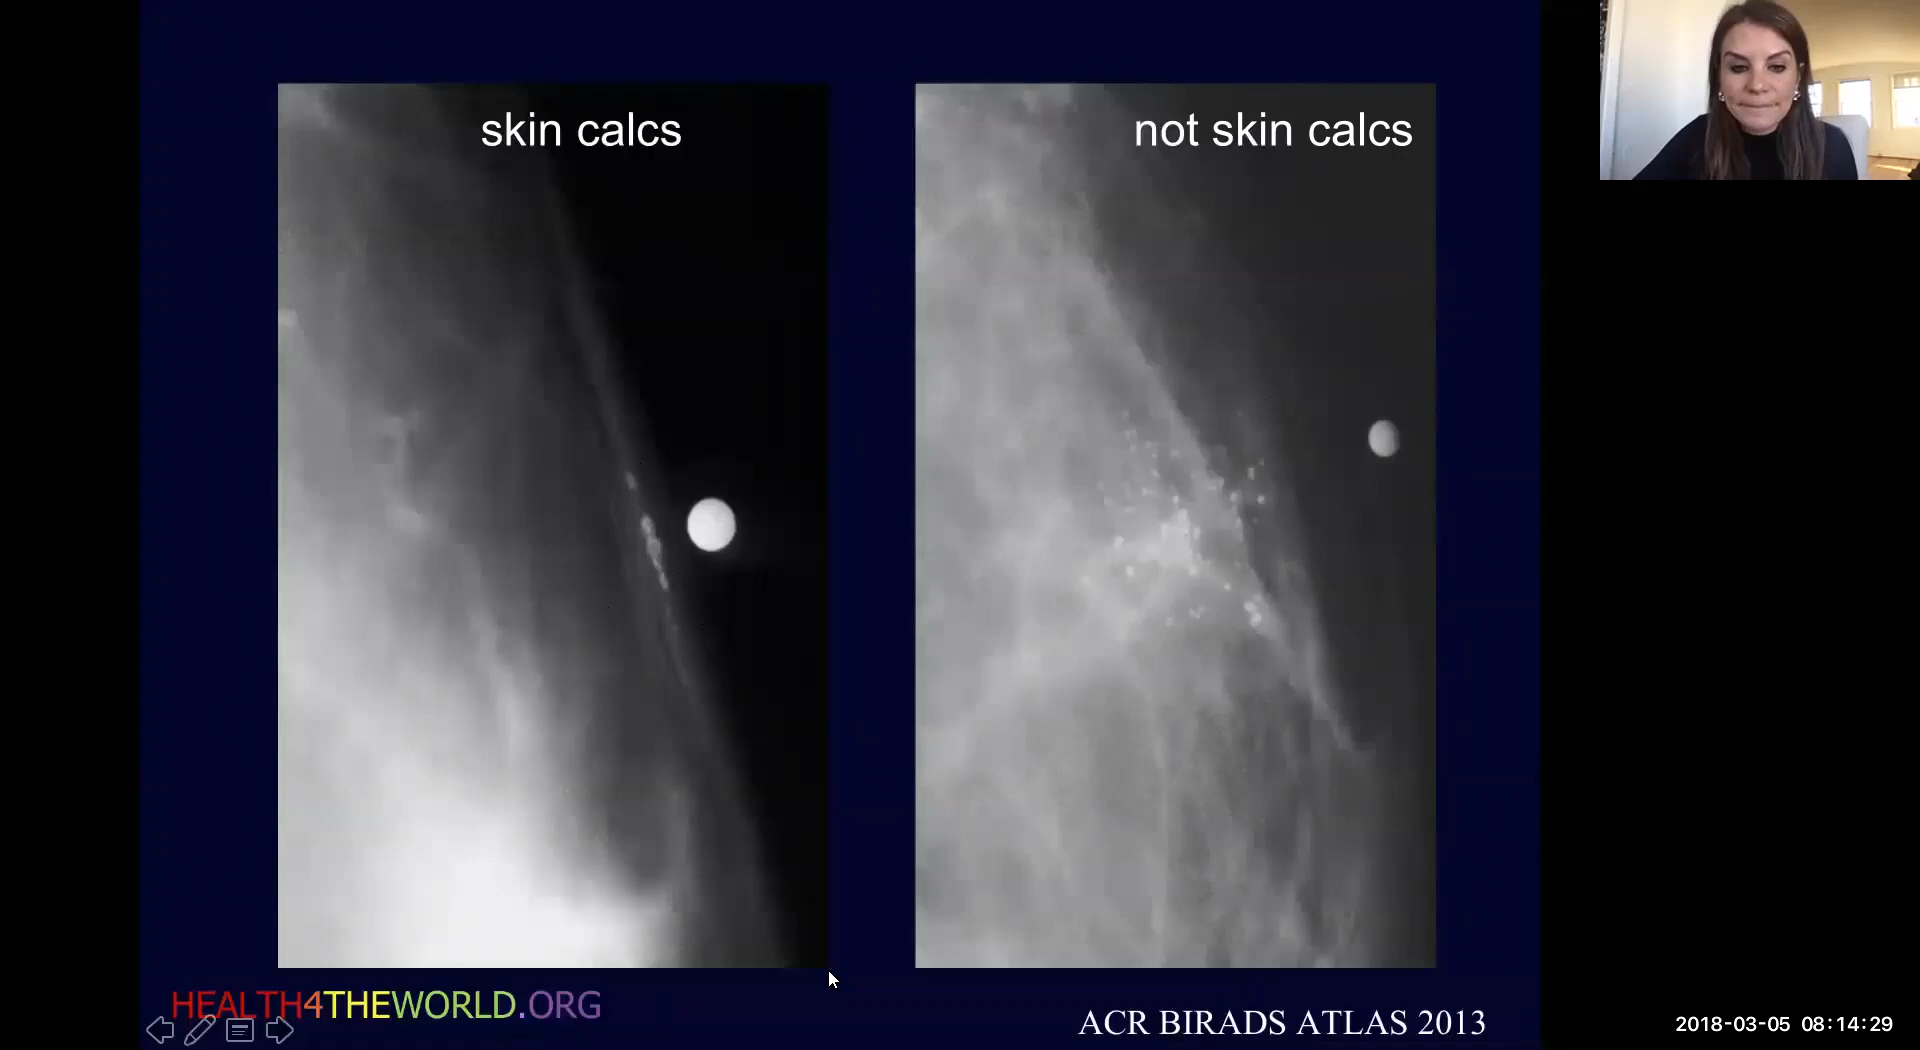 skin calcs
not skin calcs
HEALTH4THEWORLD.ORG
ACR BIRADS ATLAS 2013
2018-03-05 08:14:29